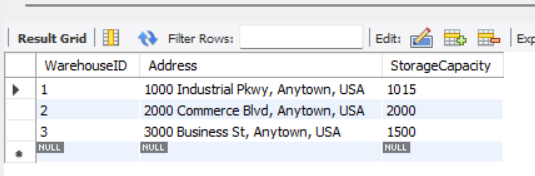 Result Grid Filter Rows: Edit: Exp
WarehouseID Address StorageCapacity
1 1000 Industrial Pkwy, Anytown, USA 1015
2 2000 Commerce Blvd, Anytown, USA 2000
3 3000 Business St, Anytown, USA 1500
NULL NULL NULL